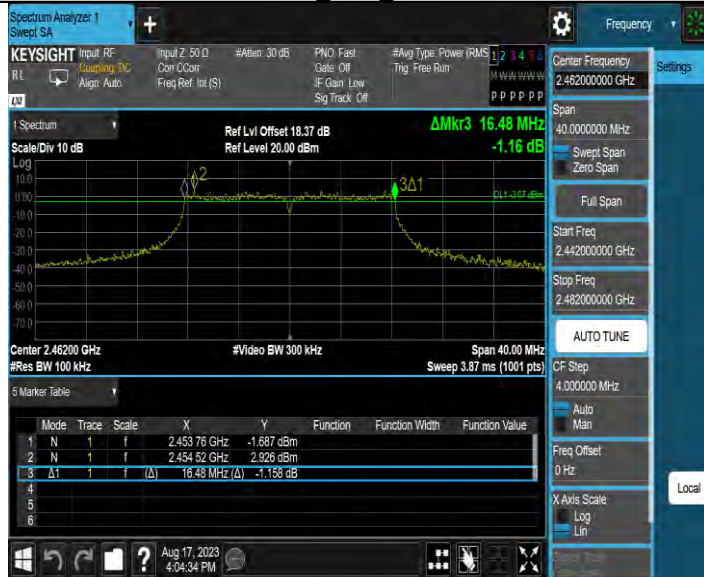 Spectrum Analyzer 1
Swept SA
Frequency
KEYSIGHT Input: RF Input Z: 50 Ω #Atten: 30 dB PNO: Fast #Avg Type: Power (RMS 1 2 3 4 5 6
RL Coupling: DC Corr CCorr Gate: Off Trig: Free Run M W W W W W
Align: Auto Freq Ref: Int (S) IF Gain: Low
Sig Track: Off P P P P P P
LXI
1 Spectrum
Ref Lvl Offset 18.37 dB ΔMkr3 16.48 MHz
Scale/Div 10 dB Ref Level 20.00 dBm -1.16 dB
Log
10.0
0.00
-10.0
-20.0
-30.0
-40.0
-50.0
-60.0
-70.0
2
3Δ1
DL1 -3.07 dBm
Center 2.46200 GHz #Video BW 300 kHz Span 40.00 MHz
#Res BW 100 kHz Sweep 3.87 ms (1001 pts)
5 Marker Table
Mode Trace Scale X Y Function Function Width Function Value
1 N 1 f 2.453 76 GHz -1.687 dBm
2 N 1 f 2.454 52 GHz 2.926 dBm
3 Δ1 1 f (Δ) 16.48 MHz (Δ) -1.158 dB
4
5
6
Aug 17, 2023
4:04:34 PM
?
Center Frequency
2.462000000 GHz
Settings
Span
40.0000000 MHz
Swept Span
Zero Span
Full Span
Start Freq
2.442000000 GHz
Stop Freq
2.482000000 GHz
AUTO TUNE
CF Step
4.000000 MHz
Auto
Man
Freq Offset
0 Hz
X Axis Scale
Log
Lin
Local